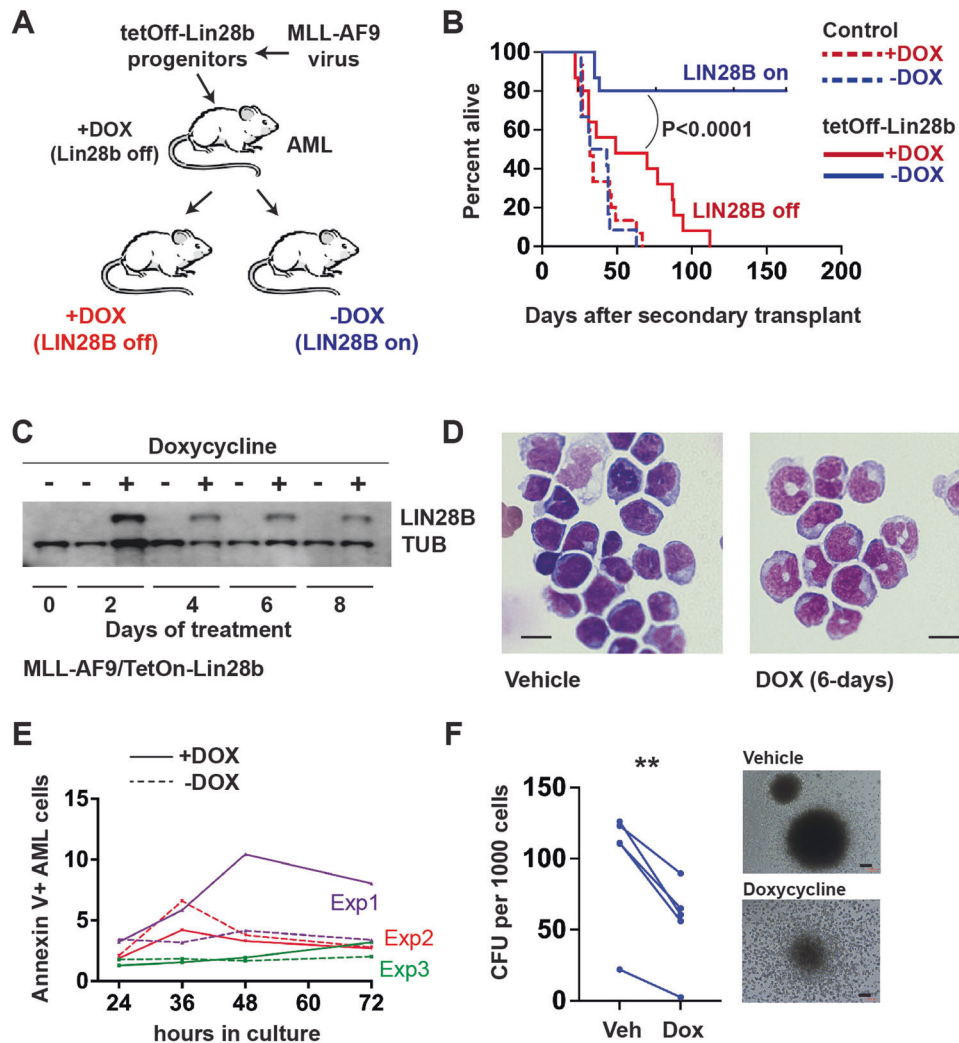 A
tetOff-Lin28b
progenitors
MLL-AF9
virus
+DOX
(Lin28b off)
AML
+DOX
(LIN28B off)
-DOX
(LIN28B on)
B
Percent alive
100
80
60
40
20
0
LIN28B on
P<0.0001
LIN28B off
0 50 100 150 200
Days after secondary transplant
Control
+DOX
-DOX
tetOff-Lin28b
+DOX
-DOX
C
Doxycycline
- - + - + - + - +
LIN28B
TUB
0 2 4 6 8
Days of treatment
MLL-AF9/TetOn-Lin28b
D
Vehicle
DOX (6-days)
E
+DOX
-DOX
Annexin V+ AML cells
15
10
5
0
Exp1
Exp2
Exp3
24 36 48 60 72
hours in culture
F
**
CFU per 1000 cells
150
100
50
0
Veh Dox
Vehicle
Doxycycline